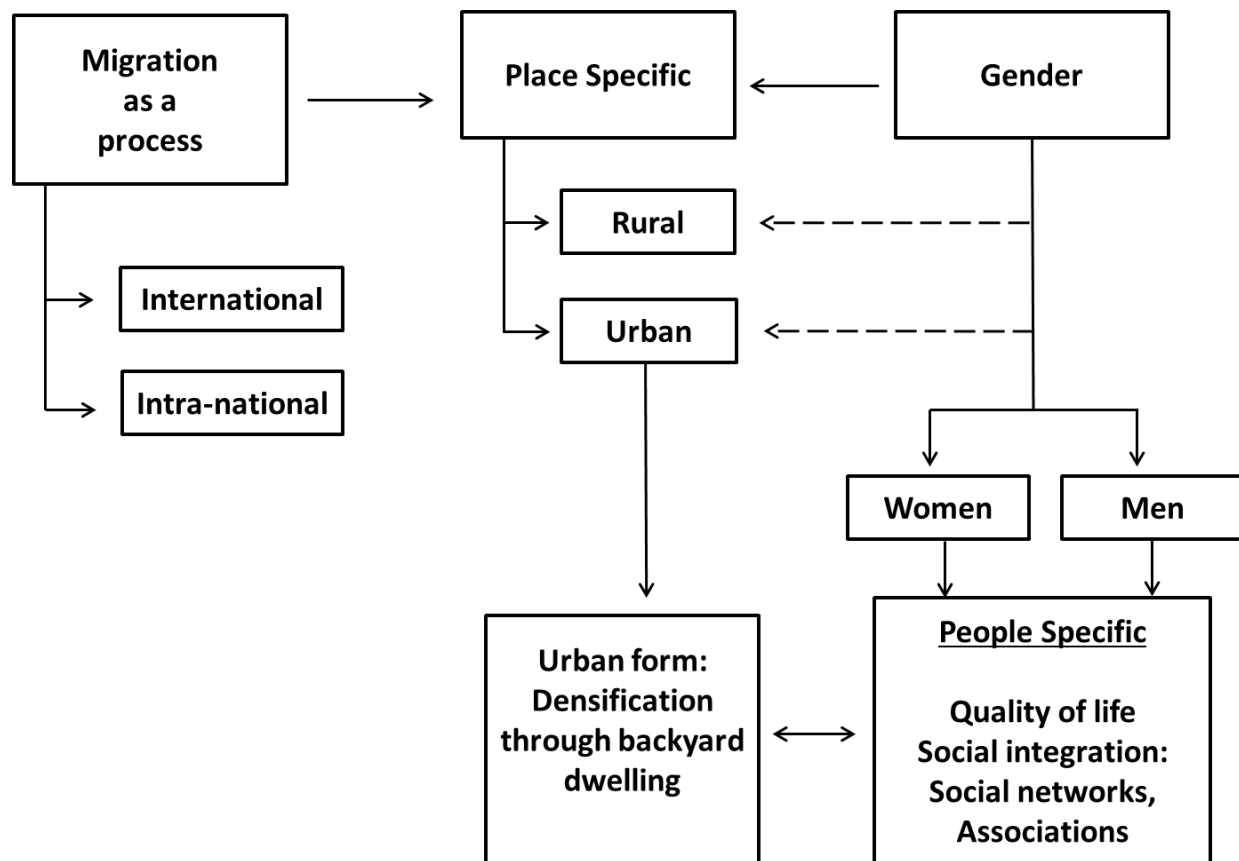 Migration
as a
process
Place Specific
Gender
Rural
International
Urban
Intra-national
Women
Men
Urban form:
Densification
through backyard
dwelling
People Specific
Quality of life
Social integration:
Social networks,
Associations